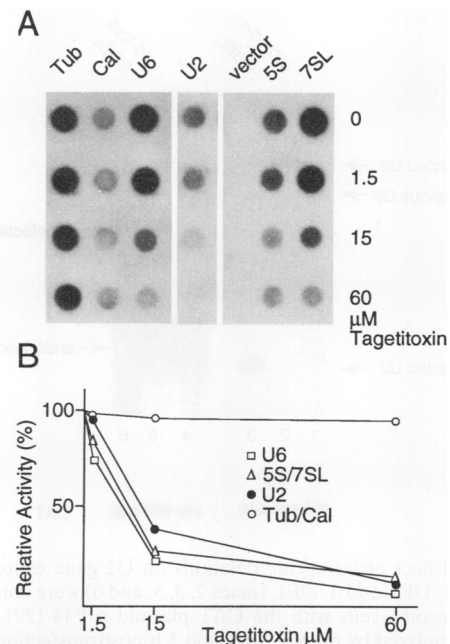 A
Tub Cal U6 U2 vector 5S 7SL
0
1.5
15
60
µM
Tagetitoxin
B
100
50
Relative Activity (%)
U6
5S/7SL
U2
Tub/Cal
1.5 15 60
Tagetitoxin µM